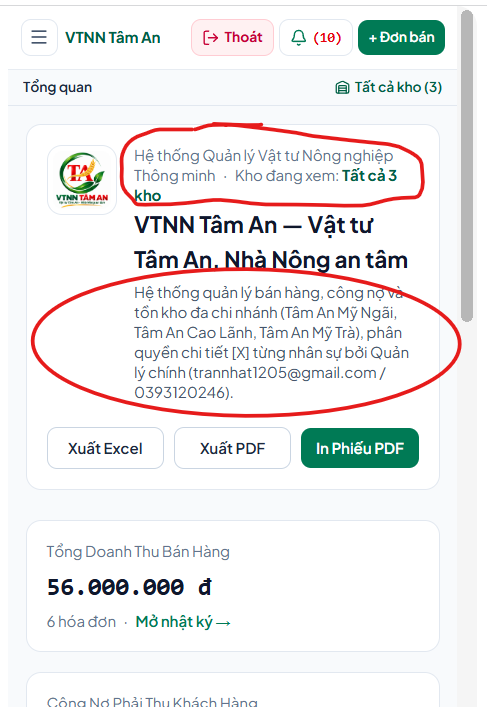 VTNN Tâm An
Thoát
(10)
+ Đơn bán
Tổng quan
Tất cả kho (3)
TA
VTNN TÂM AN
Hệ thống Quản lý Vật tư Nông nghiệp
Thông minh · Kho đang xem: Tất cả 3
kho
VTNN Tâm An — Vật tư
Tâm An, Nhà Nông an tâm
Hệ thống quản lý bán hàng, công nợ và
tồn kho đa chi nhánh (Tâm An Mỹ Ngãi,
Tâm An Cao Lãnh, Tâm An Mỹ Trà), phân
quyền chi tiết [X] từng nhân sự bởi Quản
lý chính (trannhat1205@gmail.com /
0393120246).
Xuất Excel
Xuất PDF
In Phiếu PDF
Tổng Doanh Thu Bán Hàng
56.000.000 đ
6 hóa đơn · Mở nhật ký →
Công Nợ Phải Thu Khách Hàng